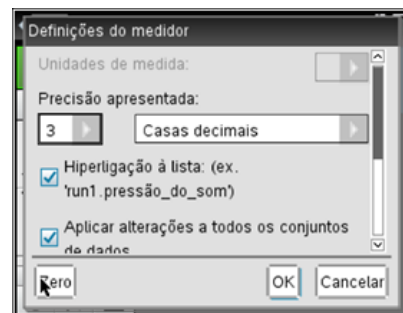 Definições do medidor
Unidades de medida:
Precisão apresentada:
3 Casas decimais
Hiperligação à lista: (ex.
'run1.pressão_do_som')
Aplicar alterações a todos os conjuntos
de dados
Zero OK Cancelar